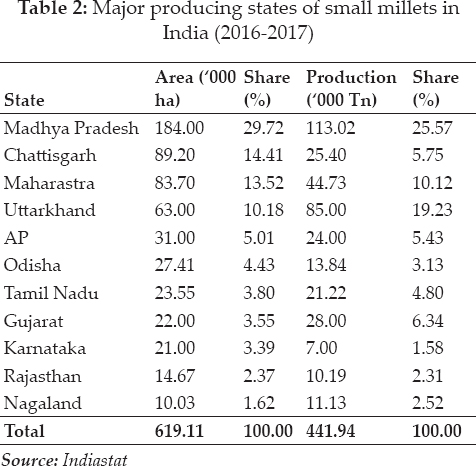 Table 2: Major producing states of small millets in
India (2016-2017)
Area (‘000 Share Production Share
State ha) (%) (‘000 Tn) (%)
Madhya Pradesh 184.00 29.72 113.02 25.57
Chattisgarh 89.20 14.41 25.40 5.75
Maharastra 83.70 13.52 44.73 10.12
Uttarkhand 63.00 10.18 85.00 19.23
AP 31.00 5.01 24.00 5.43
Odisha 27.41 4.43 13.84 3.13
Tamil Nadu 23.55 3.80 21.22 4.80
Gujarat 22.00 3.55 28.00 6.34
Karnataka 21.00 3.39 7.00 1.58
Rajasthan 14.67 2.37 10.19 2.31
Nagaland 10.03 1.62 11.13 2.52
Total 619.11 100.00 441.94 100.00
Source: Indiastat